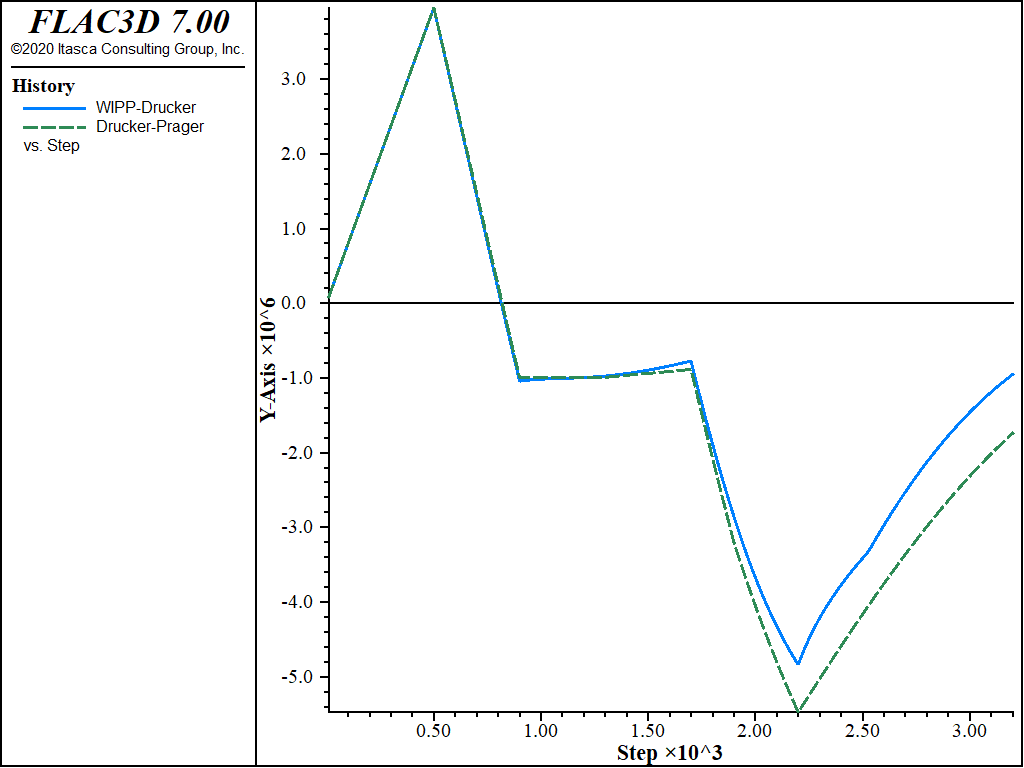 FLAC3D 7.00
©2020 Itasca Consulting Group, Inc.
History
WIPP-Drucker
Drucker-Prager
vs. Step
Y-Axis ×10^6
3.0
2.0
1.0
0.0
-1.0
-2.0
-3.0
-4.0
-5.0
0.50 1.00 1.50 2.00 2.50 3.00
Step ×10^3